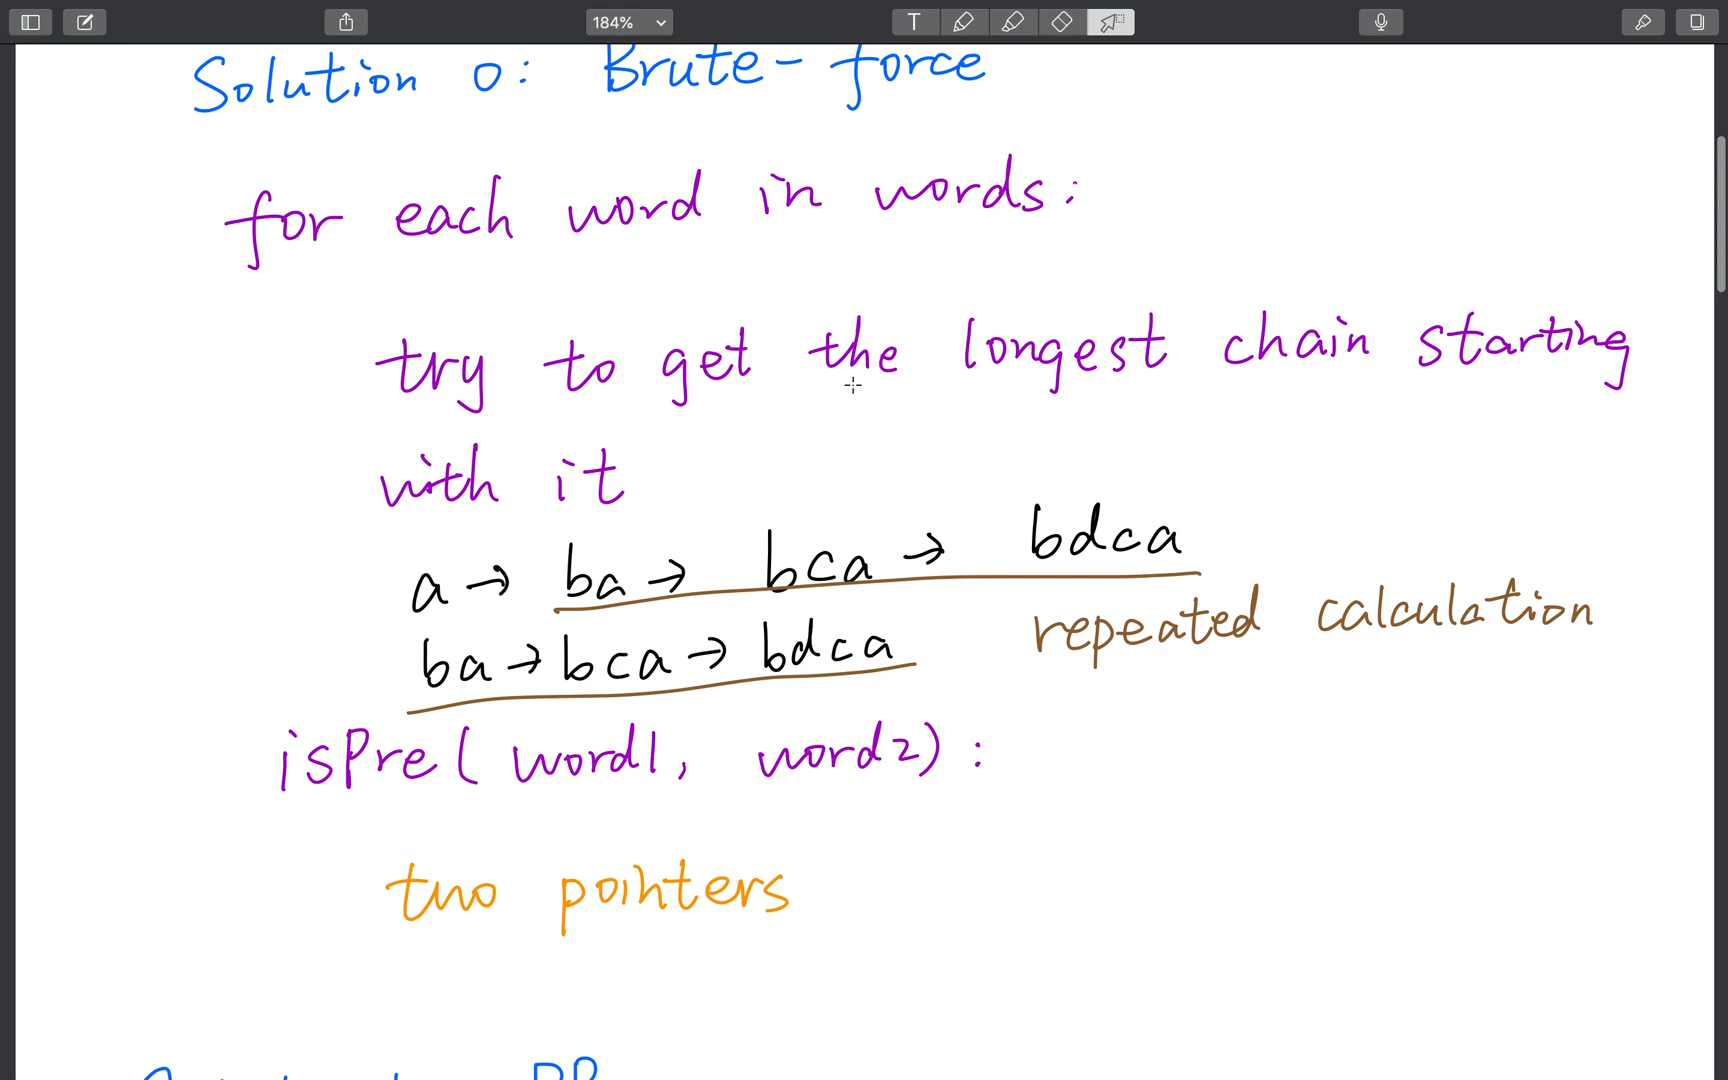 184%
T
Solution 0: Brute-force
for each word in words:
try to get the longest chain starting
with it
a → ba → bca → bdca
repeated calculation
ba → bca → bdca
isPre(word1, word2):
two pointers
DP